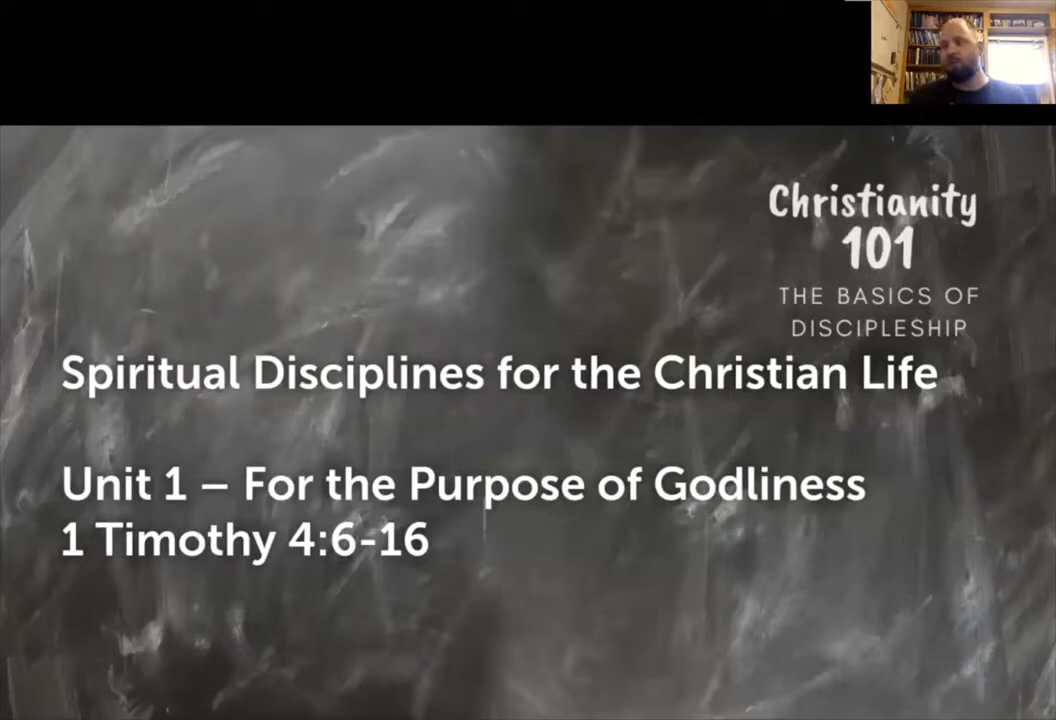 Christianity
101
THE BASICS OF
DISCIPLESHIP
Spiritual Disciplines for the Christian Life
Unit 1 – For the Purpose of Godliness
1 Timothy 4:6-16